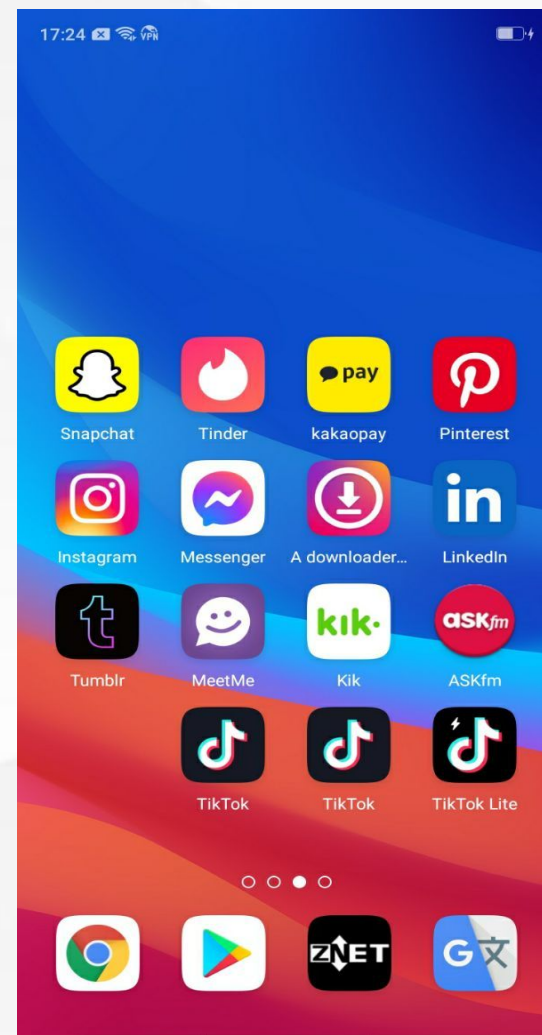 17:24 VPN
pay
Snapchat Tinder kakaopay Pinterest
in
Instagram Messenger A downloader... LinkedIn
t kik· ASKfm
Tumblr MeetMe Kik ASKfm
TikTok TikTok TikTok Lite
ZNET
G 文